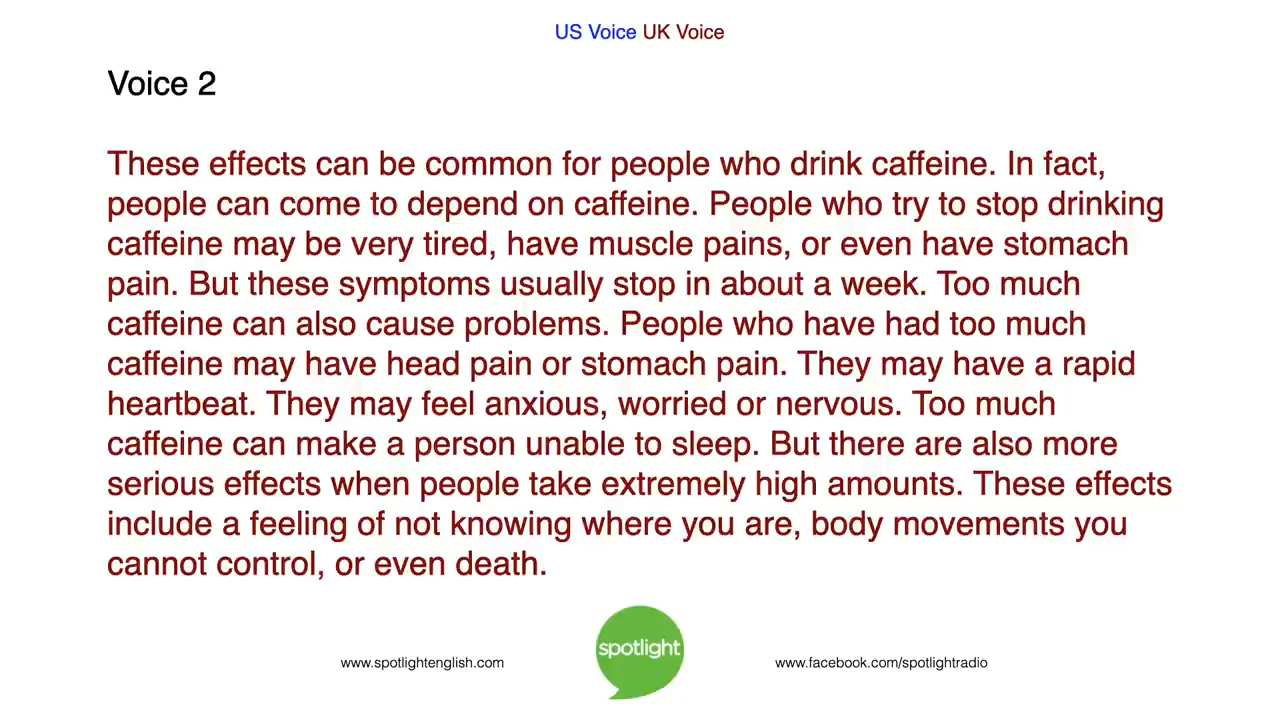 US Voice UK Voice
Voice 2
These effects can be common for people who drink caffeine. In fact,
people can come to depend on caffeine. People who try to stop drinking
caffeine may be very tired, have muscle pains, or even have stomach
pain. But these symptoms usually stop in about a week. Too much
caffeine can also cause problems. People who have had too much
caffeine may have head pain or stomach pain. They may have a rapid
heartbeat. They may feel anxious, worried or nervous. Too much
caffeine can make a person unable to sleep. But there are also more
serious effects when people take extremely high amounts. These effects
include a feeling of not knowing where you are, body movements you
cannot control, or even death.
www.spotlightenglish.com
spotlight
www.facebook.com/spotlightradio